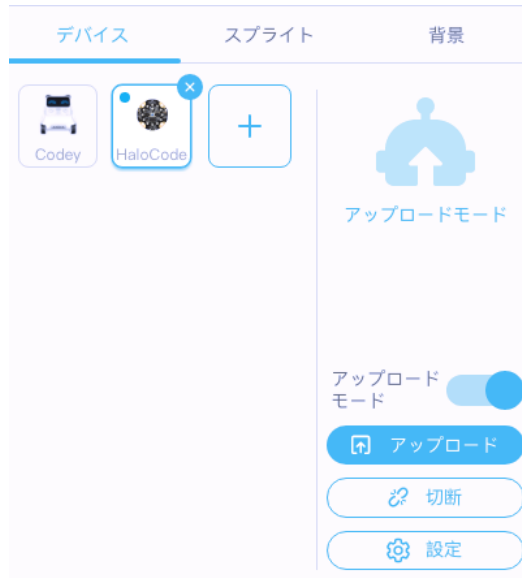 デバイス
スプライト
背景
Codey
HaloCode
アップロードモード
アップロード
モード
アップロード
切断
設定